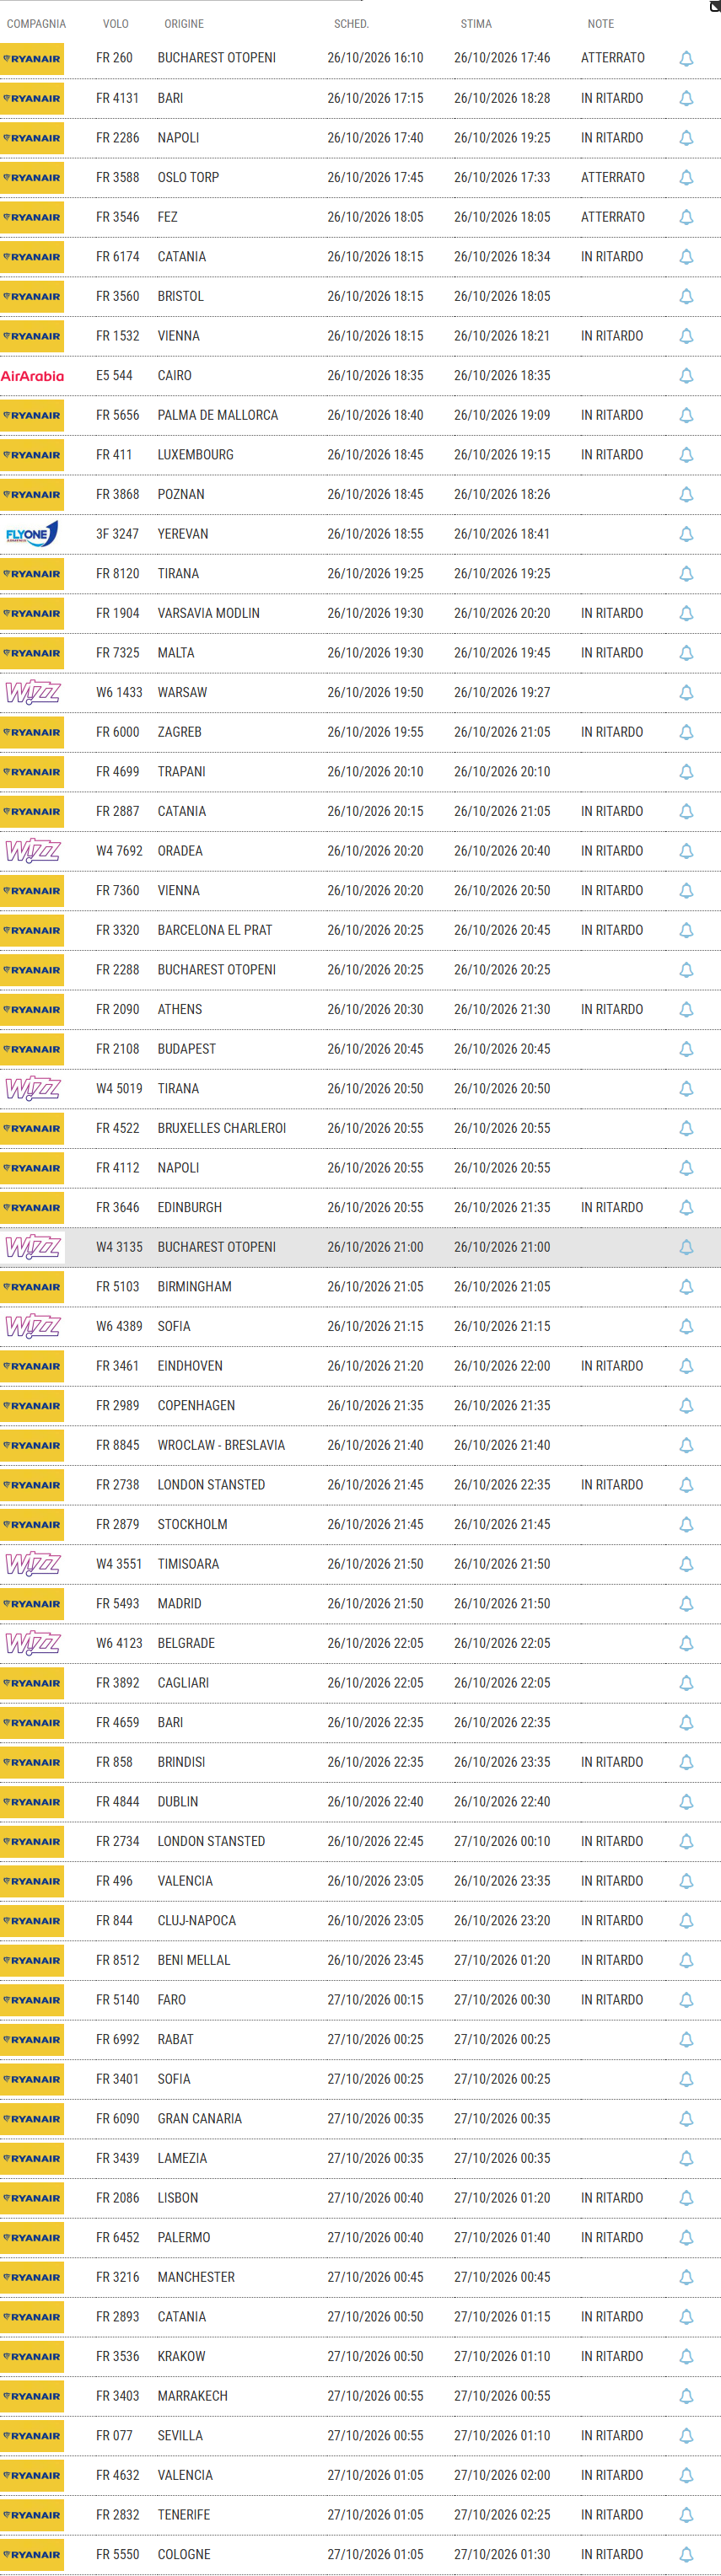 COMPAGNIA VOLO ORIGINE SCHED. STIMA NOTE
RYANAIR FR 260 BUCHAREST OTOPENI 26/10/2026 16:10 26/10/2026 17:46 ATTERRATO
RYANAIR FR 4131 BARI 26/10/2026 17:15 26/10/2026 18:28 IN RITARDO
RYANAIR FR 2286 NAPOLI 26/10/2026 17:40 26/10/2026 19:25 IN RITARDO
RYANAIR FR 3588 OSLO TORP 26/10/2026 17:45 26/10/2026 17:33 ATTERRATO
RYANAIR FR 3546 FEZ 26/10/2026 18:05 26/10/2026 18:05 ATTERRATO
RYANAIR FR 6174 CATANIA 26/10/2026 18:15 26/10/2026 18:34 IN RITARDO
RYANAIR FR 3560 BRISTOL 26/10/2026 18:15 26/10/2026 18:05
RYANAIR FR 1532 VIENNA 26/10/2026 18:15 26/10/2026 18:21 IN RITARDO
AirArabia E5 544 CAIRO 26/10/2026 18:35 26/10/2026 18:35
RYANAIR FR 5656 PALMA DE MALLORCA 26/10/2026 18:40 26/10/2026 19:09 IN RITARDO
RYANAIR FR 411 LUXEMBOURG 26/10/2026 18:45 26/10/2026 19:15 IN RITARDO
RYANAIR FR 3868 POZNAN 26/10/2026 18:45 26/10/2026 18:26
FLYONE 3F 3247 YEREVAN 26/10/2026 18:55 26/10/2026 18:41
RYANAIR FR 8120 TIRANA 26/10/2026 19:25 26/10/2026 19:25
RYANAIR FR 1904 VARSAVIA MODLIN 26/10/2026 19:30 26/10/2026 20:20 IN RITARDO
RYANAIR FR 7325 MALTA 26/10/2026 19:30 26/10/2026 19:45 IN RITARDO
Wizz W6 1433 WARSAW 26/10/2026 19:50 26/10/2026 19:27
RYANAIR FR 6000 ZAGREB 26/10/2026 19:55 26/10/2026 21:05 IN RITARDO
RYANAIR FR 4699 TRAPANI 26/10/2026 20:10 26/10/2026 20:10
RYANAIR FR 2887 CATANIA 26/10/2026 20:15 26/10/2026 21:05 IN RITARDO
Wizz W4 7692 ORADEA 26/10/2026 20:20 26/10/2026 20:40 IN RITARDO
RYANAIR FR 7360 VIENNA 26/10/2026 20:20 26/10/2026 20:50 IN RITARDO
RYANAIR FR 3320 BARCELONA EL PRAT 26/10/2026 20:25 26/10/2026 20:45 IN RITARDO
RYANAIR FR 2288 BUCHAREST OTOPENI 26/10/2026 20:25 26/10/2026 20:25
RYANAIR FR 2090 ATHENS 26/10/2026 20:30 26/10/2026 21:30 IN RITARDO
RYANAIR FR 2108 BUDAPEST 26/10/2026 20:45 26/10/2026 20:45
Wizz W4 5019 TIRANA 26/10/2026 20:50 26/10/2026 20:50
RYANAIR FR 4522 BRUXELLES CHARLEROI 26/10/2026 20:55 26/10/2026 20:55
RYANAIR FR 4112 NAPOLI 26/10/2026 20:55 26/10/2026 20:55
RYANAIR FR 3646 EDINBURGH 26/10/2026 20:55 26/10/2026 21:35 IN RITARDO
Wizz W4 3135 BUCHAREST OTOPENI 26/10/2026 21:00 26/10/2026 21:00
RYANAIR FR 5103 BIRMINGHAM 26/10/2026 21:05 26/10/2026 21:05
Wizz W6 4389 SOFIA 26/10/2026 21:15 26/10/2026 21:15
RYANAIR FR 3461 EINDHOVEN 26/10/2026 21:20 26/10/2026 22:00 IN RITARDO
RYANAIR FR 2989 COPENHAGEN 26/10/2026 21:35 26/10/2026 21:35
RYANAIR FR 8845 WROCLAW - BRESLAVIA 26/10/2026 21:40 26/10/2026 21:40
RYANAIR FR 2738 LONDON STANSTED 26/10/2026 21:45 26/10/2026 22:35 IN RITARDO
RYANAIR FR 2879 STOCKHOLM 26/10/2026 21:45 26/10/2026 21:45
Wizz W4 3551 TIMISOARA 26/10/2026 21:50 26/10/2026 21:50
RYANAIR FR 5493 MADRID 26/10/2026 21:50 26/10/2026 21:50
Wizz W6 4123 BELGRADE 26/10/2026 22:05 26/10/2026 22:05
RYANAIR FR 3892 CAGLIARI 26/10/2026 22:05 26/10/2026 22:05
RYANAIR FR 4659 BARI 26/10/2026 22:35 26/10/2026 22:35
RYANAIR FR 858 BRINDISI 26/10/2026 22:35 26/10/2026 23:35 IN RITARDO
RYANAIR FR 4844 DUBLIN 26/10/2026 22:40 26/10/2026 22:40
RYANAIR FR 2734 LONDON STANSTED 26/10/2026 22:45 27/10/2026 00:10 IN RITARDO
RYANAIR FR 496 VALENCIA 26/10/2026 23:05 26/10/2026 23:35 IN RITARDO
RYANAIR FR 844 CLUJ-NAPOCA 26/10/2026 23:05 26/10/2026 23:20 IN RITARDO
RYANAIR FR 8512 BENI MELLAL 26/10/2026 23:45 27/10/2026 01:20 IN RITARDO
RYANAIR FR 5140 FARO 27/10/2026 00:15 27/10/2026 00:30 IN RITARDO
RYANAIR FR 6992 RABAT 27/10/2026 00:25 27/10/2026 00:25
RYANAIR FR 3401 SOFIA 27/10/2026 00:25 27/10/2026 00:25
RYANAIR FR 6090 GRAN CANARIA 27/10/2026 00:35 27/10/2026 00:35
RYANAIR FR 3439 LAMEZIA 27/10/2026 00:35 27/10/2026 00:35
RYANAIR FR 2086 LISBON 27/10/2026 00:40 27/10/2026 01:20 IN RITARDO
RYANAIR FR 6452 PALERMO 27/10/2026 00:40 27/10/2026 01:40 IN RITARDO
RYANAIR FR 3216 MANCHESTER 27/10/2026 00:45 27/10/2026 00:45
RYANAIR FR 2893 CATANIA 27/10/2026 00:50 27/10/2026 01:15 IN RITARDO
RYANAIR FR 3536 KRAKOW 27/10/2026 00:50 27/10/2026 01:10 IN RITARDO
RYANAIR FR 3403 MARRAKECH 27/10/2026 00:55 27/10/2026 00:55
RYANAIR FR 077 SEVILLA 27/10/2026 00:55 27/10/2026 01:10 IN RITARDO
RYANAIR FR 4632 VALENCIA 27/10/2026 01:05 27/10/2026 02:00 IN RITARDO
RYANAIR FR 2832 TENERIFE 27/10/2026 01:05 27/10/2026 02:25 IN RITARDO
RYANAIR FR 5550 COLOGNE 27/10/2026 01:05 27/10/2026 01:30 IN RITARDO